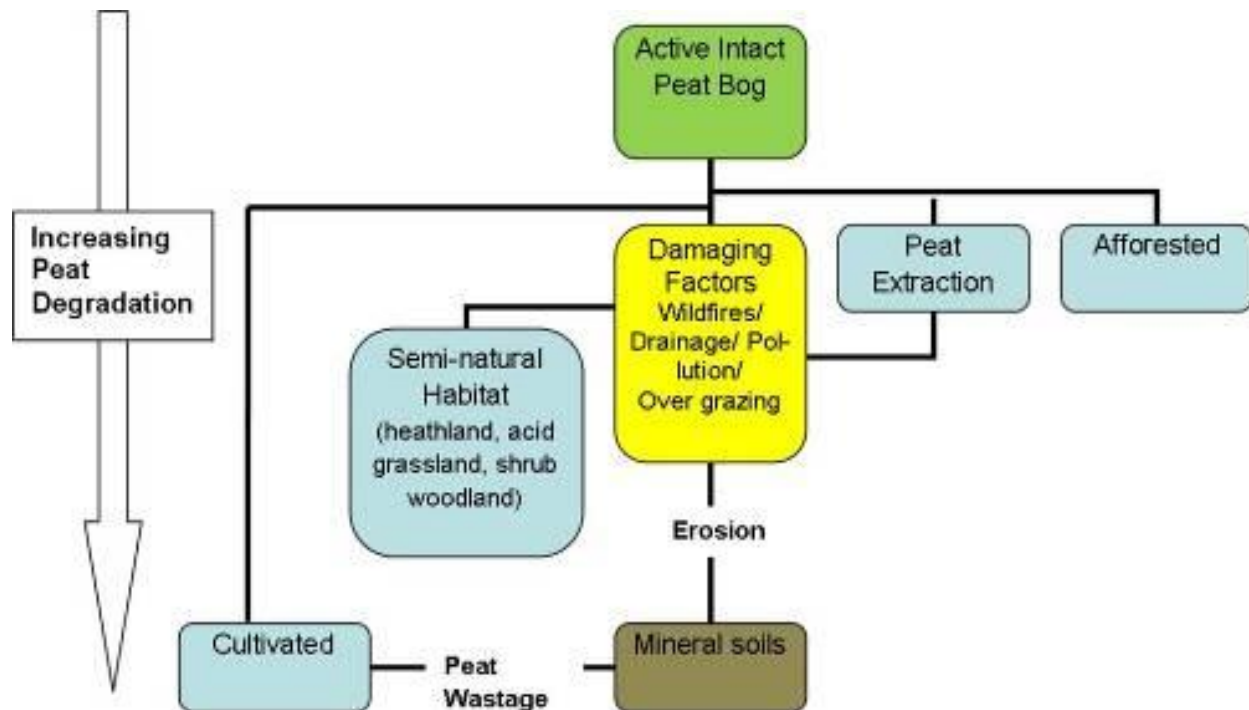 Active Intact
Peat Bog
Increasing
Peat
Degradation
Damaging
Factors
Wildfires/
Drainage/ Pol-
lution/
Over grazing
Peat
Extraction
Afforested
Semi-natural
Habitat
(heathland, acid
grassland, shrub
woodland)
Erosion
Cultivated
Peat
Wastage
Mineral soils